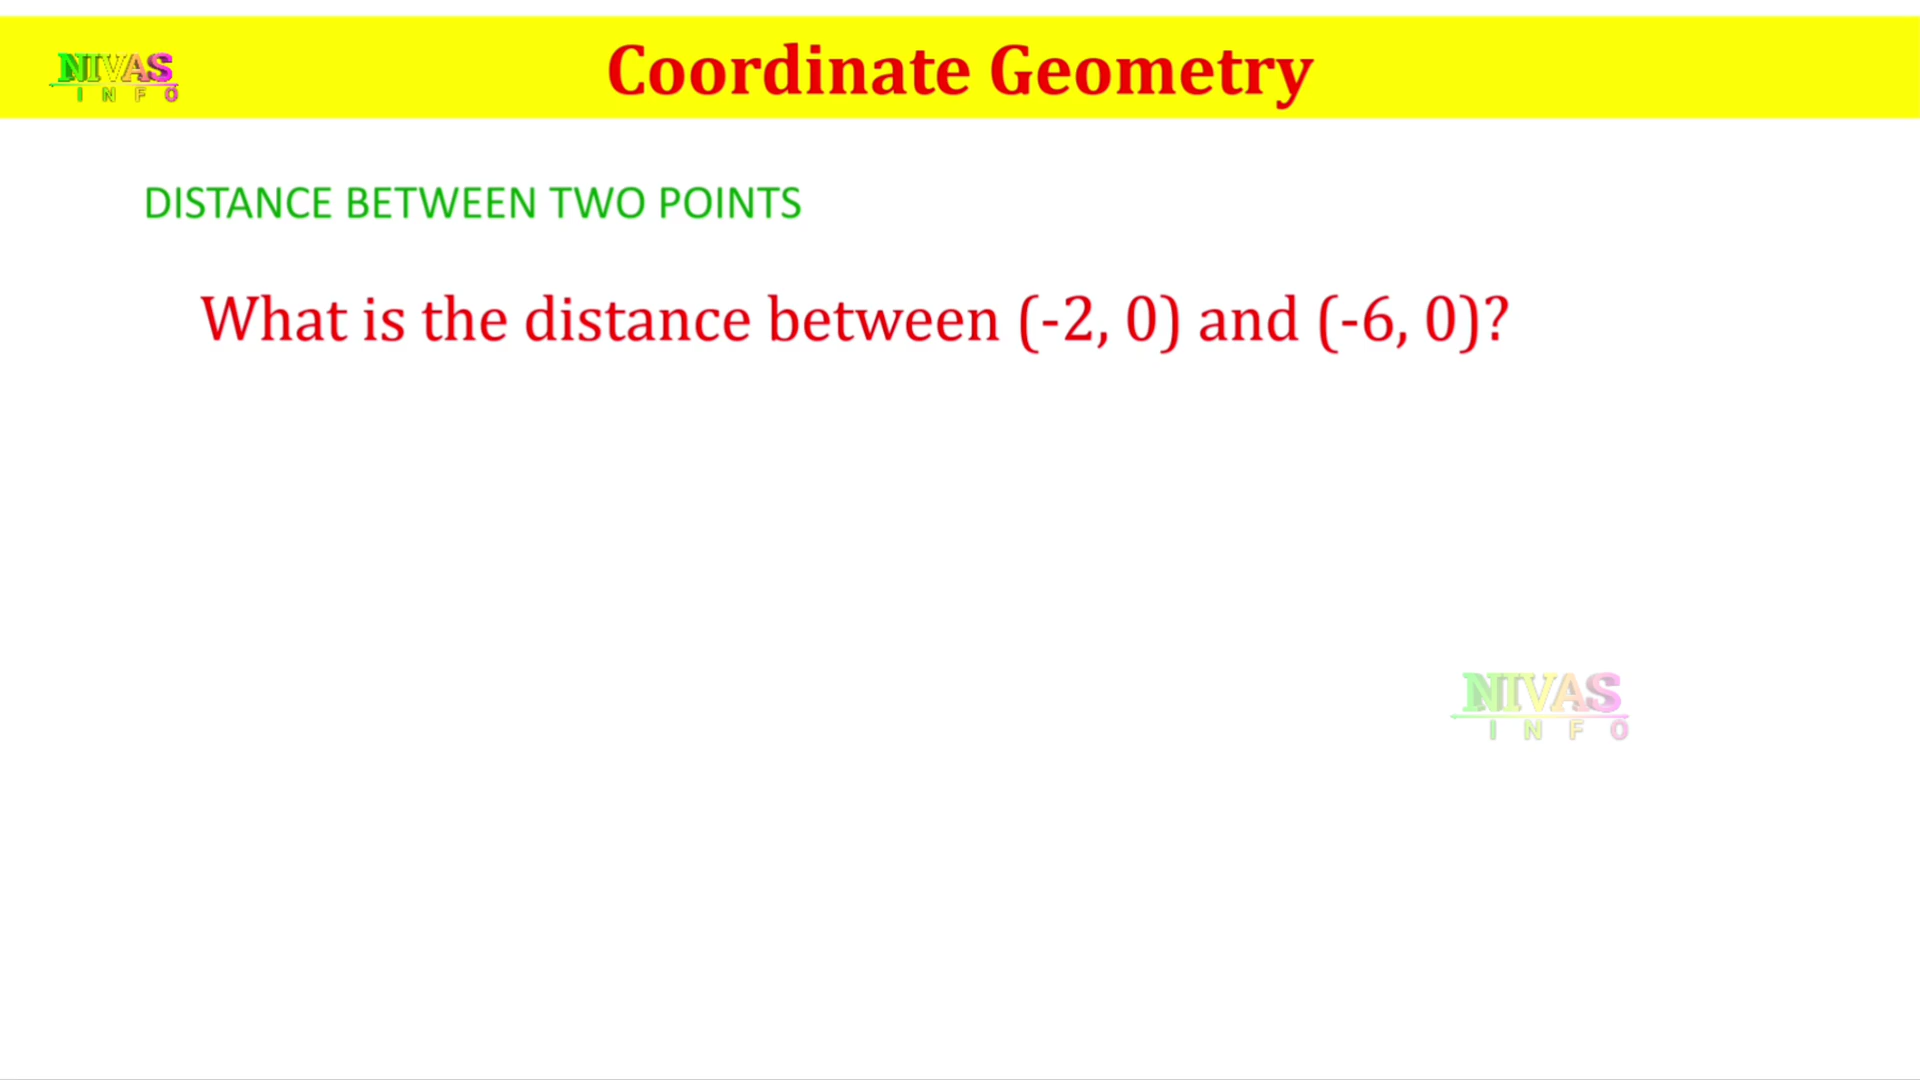 NIVAS
INFO
Coordinate Geometry
DISTANCE BETWEEN TWO POINTS
What is the distance between (-2, 0) and (-6, 0)?
NIVAS
INFO